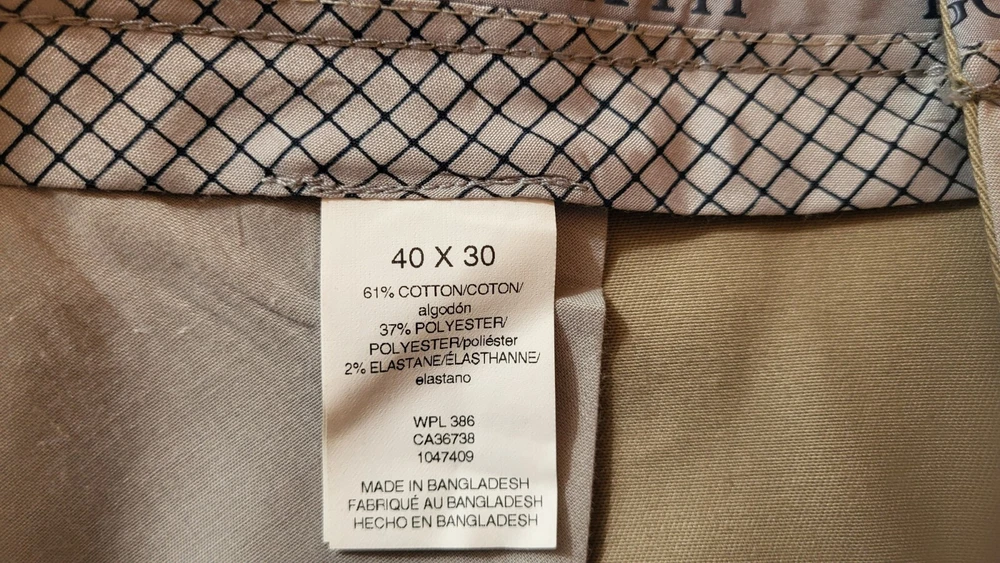 40 X 30
61% COTTON/COTON/
algodón
37% POLYESTER/
POLYESTER/poliéster
2% ELASTANE/ÉLASTHANNE/
elastano
WPL 386
CA36738
1047409
MADE IN BANGLADESH
FABRIQUÉ AU BANGLADESH
HECHO EN BANGLADESH